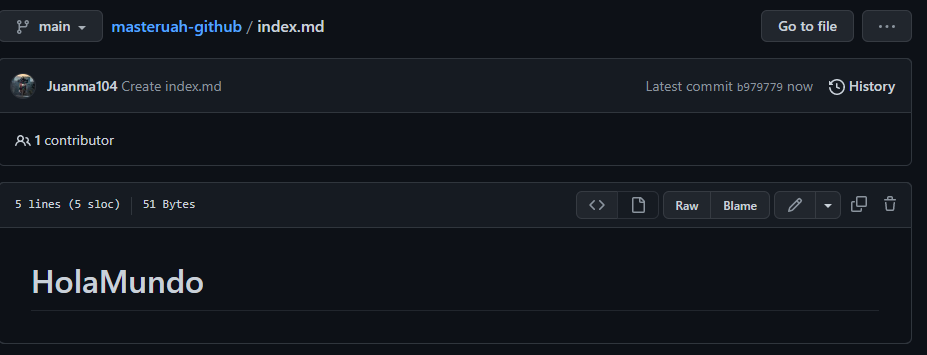 main masteruah-github / index.md Go to file ...
Juanma104 Create index.md Latest commit b979779 now History
1 contributor
5 lines (5 sloc) 51 Bytes Raw Blame
HolaMundo